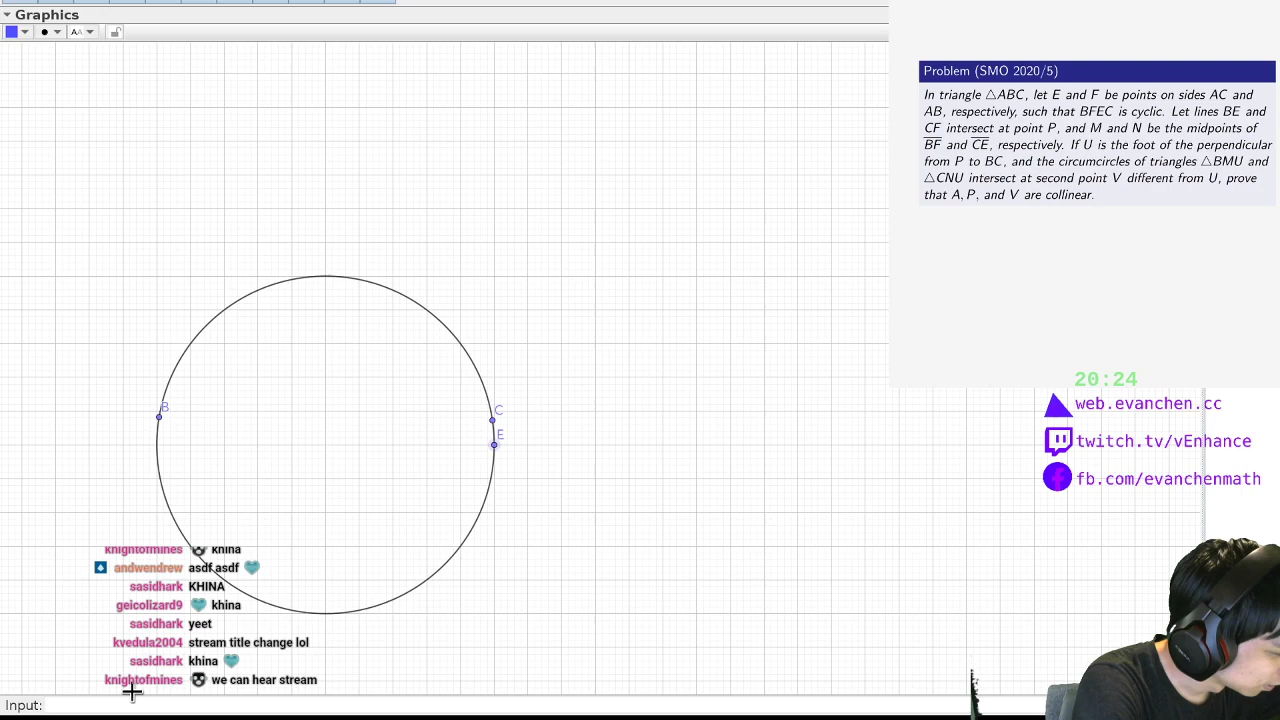 Graphics
AA
Problem (SMO 2020/5)
In triangle △ABC, let E and F be points on sides AC and
AB, respectively, such that BFEC is cyclic. Let lines BE and
CF intersect at point P, and M and N be the midpoints of
BF and CE, respectively. If U is the foot of the perpendicular
from P to BC, and the circumcircles of triangles △BMU and
△CNU intersect at second point V different from U, prove
that A, P, and V are collinear.
20:24
web.evanchen.cc
twitch.tv/vEnhance
fb.com/evanchenmath
B
C
E
knightofmines khina
andwendrew asdf asdf
sasidhark KHINA
geicolizard9 khina
sasidhark yeet
kvedula2004 stream title change lol
sasidhark khina
knightofmines we can hear stream
Input: